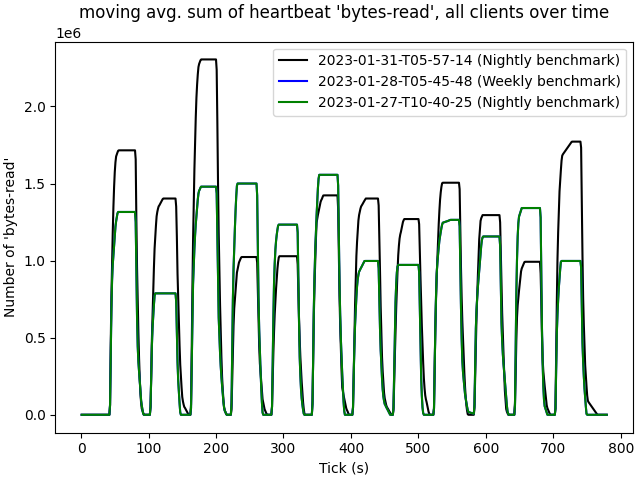 moving avg. sum of heartbeat 'bytes-read', all clients over time
1e6
2023-01-31-T05-57-14 (Nightly benchmark)
2023-01-28-T05-45-48 (Weekly benchmark)
2023-01-27-T10-40-25 (Nightly benchmark)
Number of 'bytes-read'
2.0
1.5
1.0
0.5
0.0
0 100 200 300 400 500 600 700 800
Tick (s)